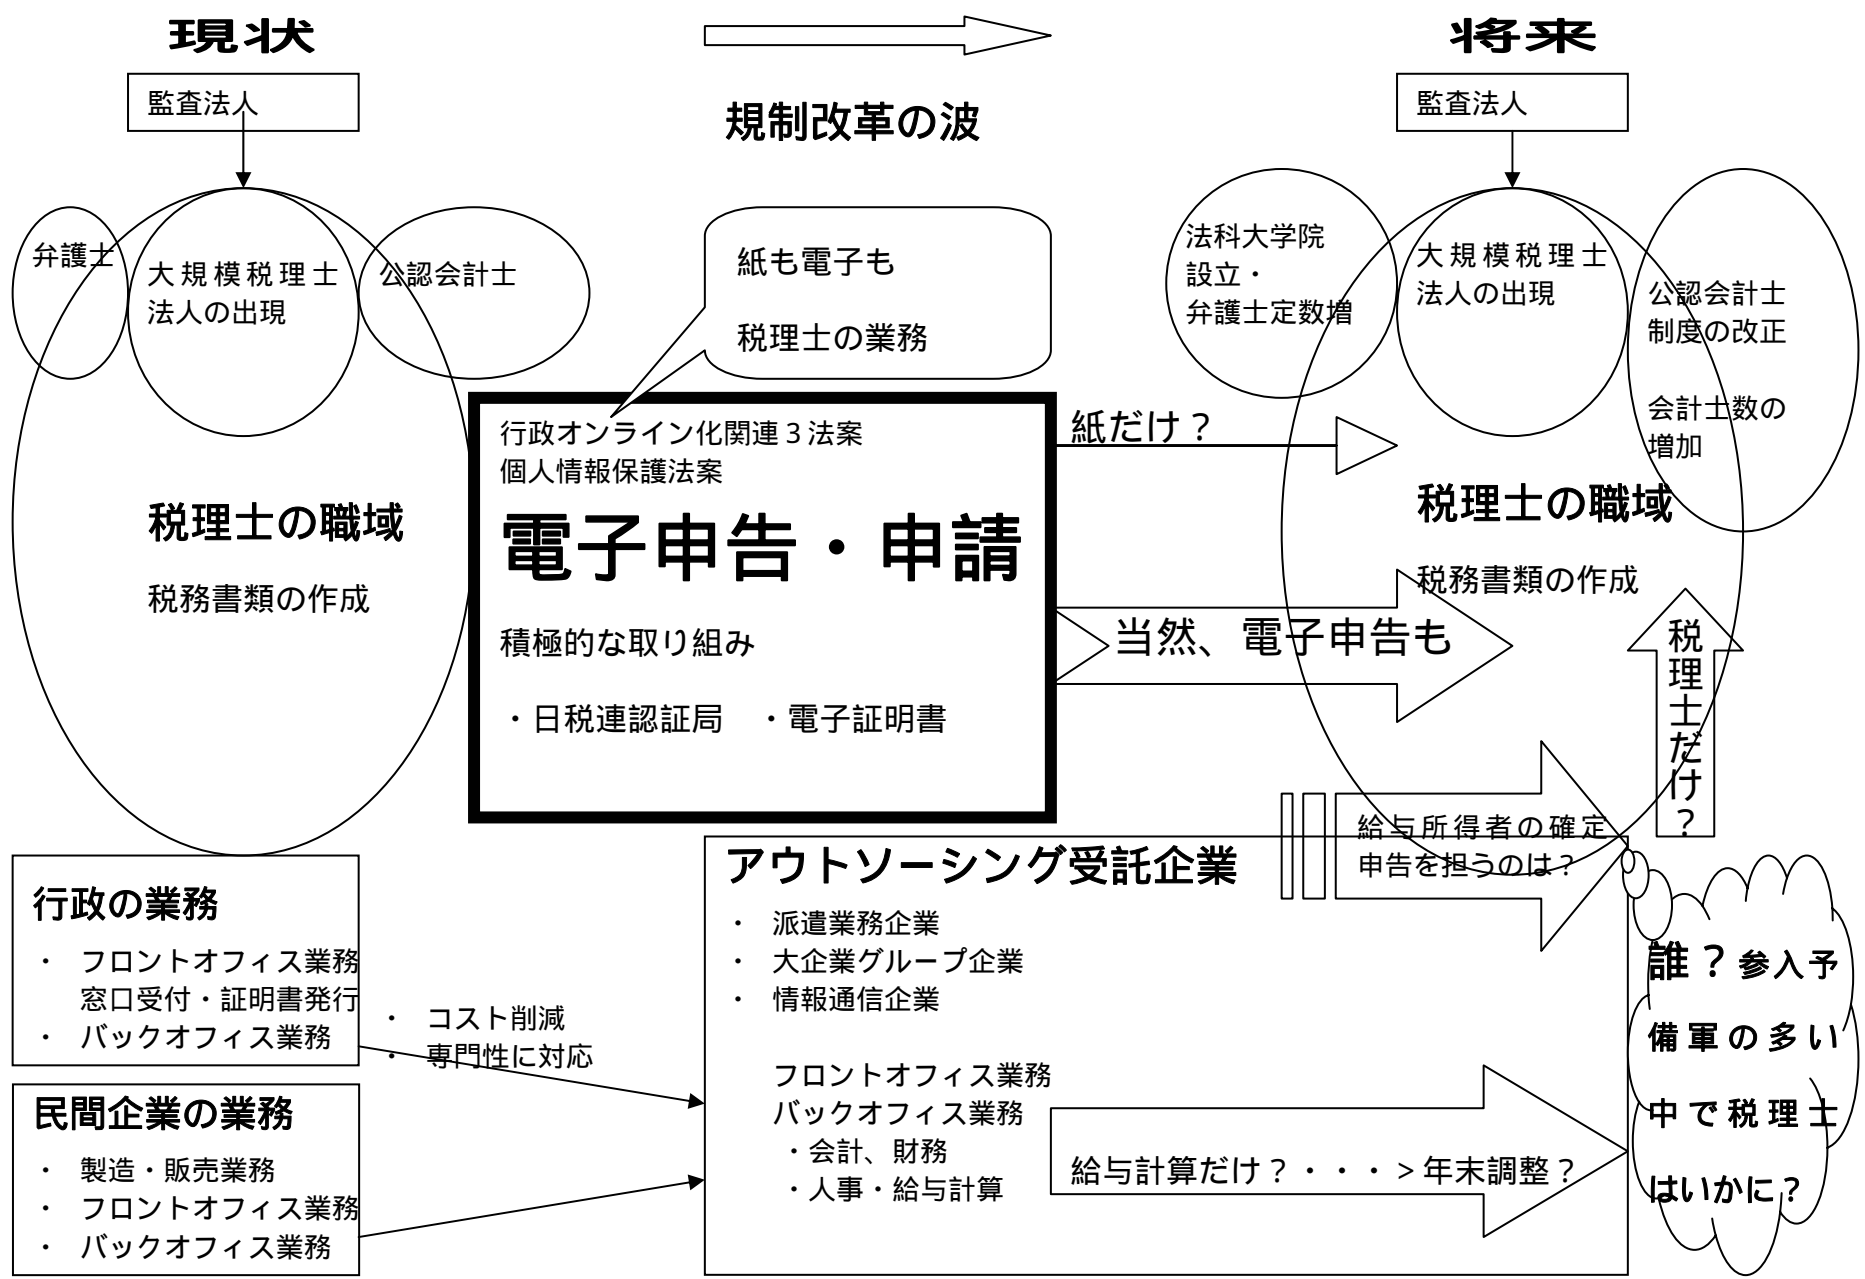 現状
将来
規制改革の波
監査法人
弁護士
大規模税理士
法人の出現
公認会計士
税理士の職域
税務書類の作成
紙も電子も
税理士の業務
行政オンライン化関連３法案
個人情報保護法案
電子申告・申請
積極的な取り組み
・日税連認証局　・電子証明書
紙だけ？
当然、電子申告も
監査法人
法科大学院
設立・
弁護士定数増
大規模税理士
法人の出現
公認会計士
制度の改正
会計士数の
増加
税理士の職域
税務書類の作成
税理士だけ？
給与所得者の確定
申告を担うのは？
行政の業務
・ フロントオフィス業務
窓口受付・証明書発行
・ バックオフィス業務
・ コスト削減
・ 専門性に対応
民間企業の業務
・ 製造・販売業務
・ フロントオフィス業務
・ バックオフィス業務
アウトソーシング受託企業
・ 派遣業務企業
・ 大企業グループ企業
・ 情報通信企業
フロントオフィス業務
バックオフィス業務
・会計、財務
・人事・給与計算
給与計算だけ？・・・＞年末調整？
誰？参入予
備軍の多い
中で税理士
はいかに？